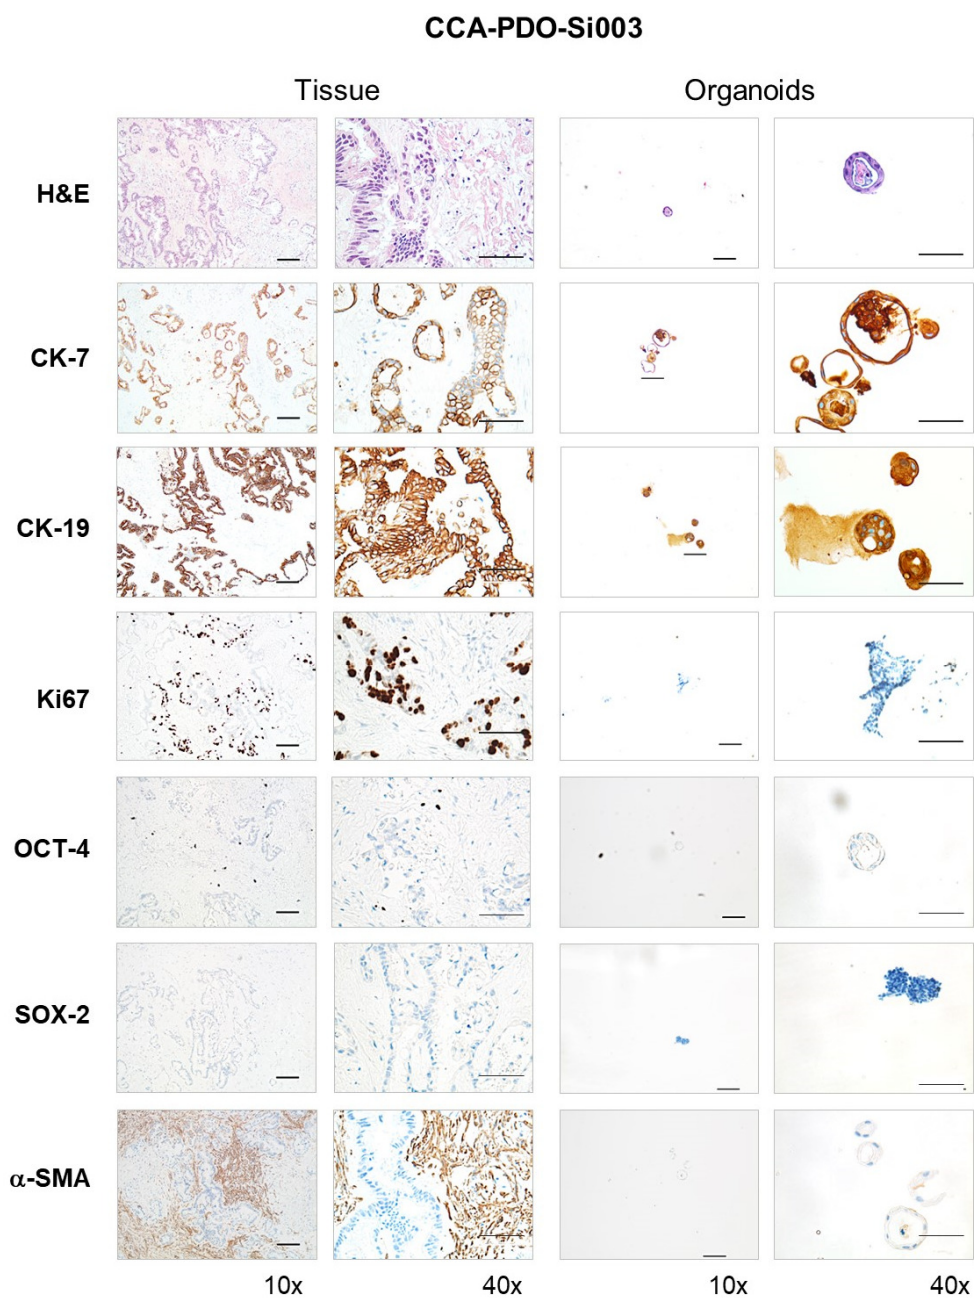 CCA-PDO-Si003
Tissue Organoids
H&E
CK-7
CK-19
Ki67
OCT-4
SOX-2
α-SMA
10x 40x 10x 40x